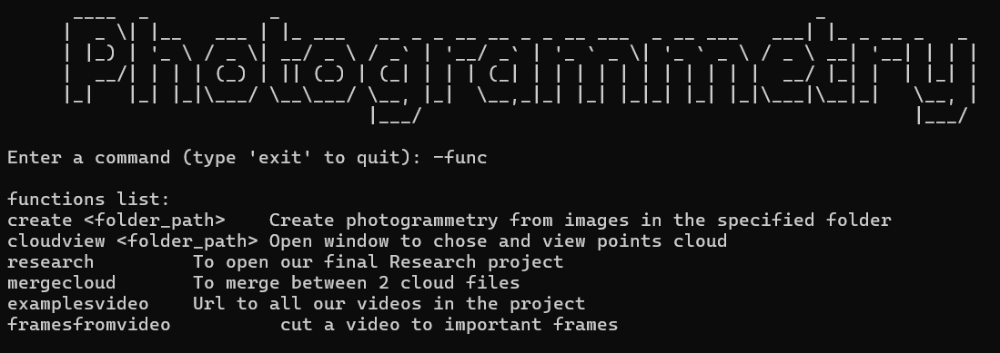 Photogrammetry
Enter a command (type 'exit' to quit): -func
functions list:
create <folder_path>    Create photogrammetry from images in the specified folder
cloudview <folder_path> Open window to chose and view points cloud
research         To open our final Research project
mergecloud       To merge between 2 cloud files
examplesvideo    Url to all our videos in the project
framesfromvideo          cut a video to important frames